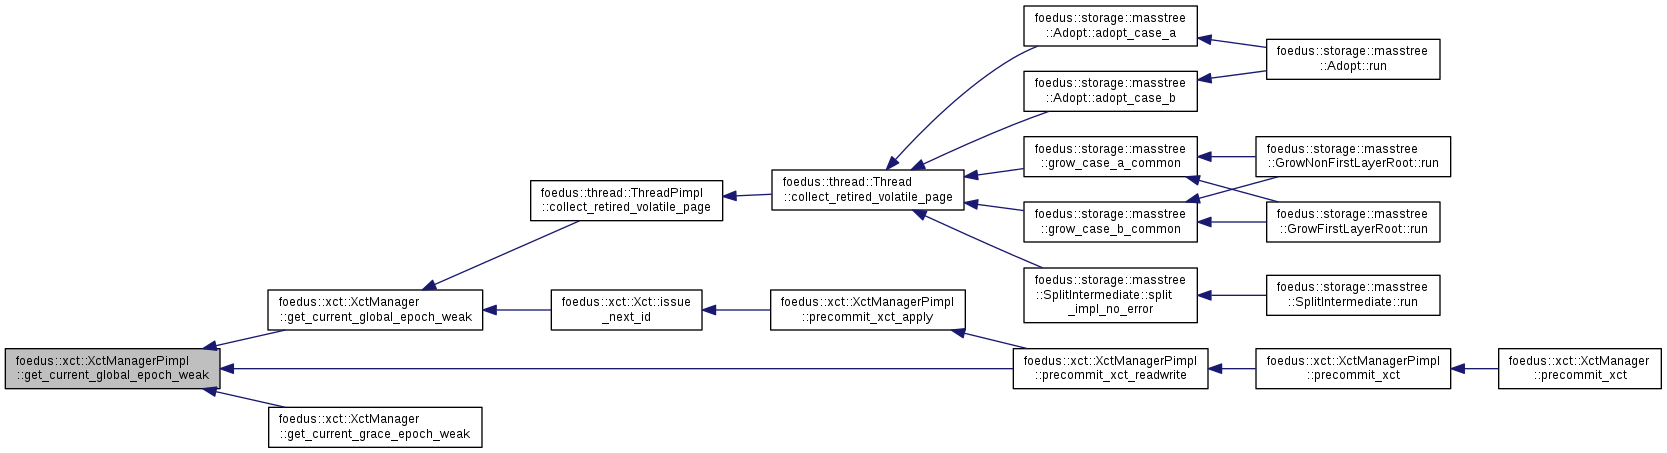 foedus::storage::masstree
::Adopt::adopt_case_a
foedus::storage::masstree
::Adopt::run
foedus::storage::masstree
::Adopt::adopt_case_b
foedus::storage::masstree
::grow_case_a_common
foedus::storage::masstree
::GrowNonFirstLayerRoot::run
foedus::thread::Thread
::collect_retired_volatile_page
foedus::thread::ThreadPimpl
::collect_retired_volatile_page
foedus::storage::masstree
::grow_case_b_common
foedus::storage::masstree
::GrowFirstLayerRoot::run
foedus::storage::masstree
::SplitIntermediate::split
_impl_no_error
foedus::storage::masstree
::SplitIntermediate::run
foedus::xct::XctManager
::get_current_global_epoch_weak
foedus::xct::Xct::issue
_next_id
foedus::xct::XctManagerPimpl
::precommit_xct_apply
foedus::xct::XctManagerPimpl
::get_current_global_epoch_weak
foedus::xct::XctManagerPimpl
::precommit_xct_readwrite
foedus::xct::XctManagerPimpl
::precommit_xct
foedus::xct::XctManager
::precommit_xct
foedus::xct::XctManager
::get_current_grace_epoch_weak